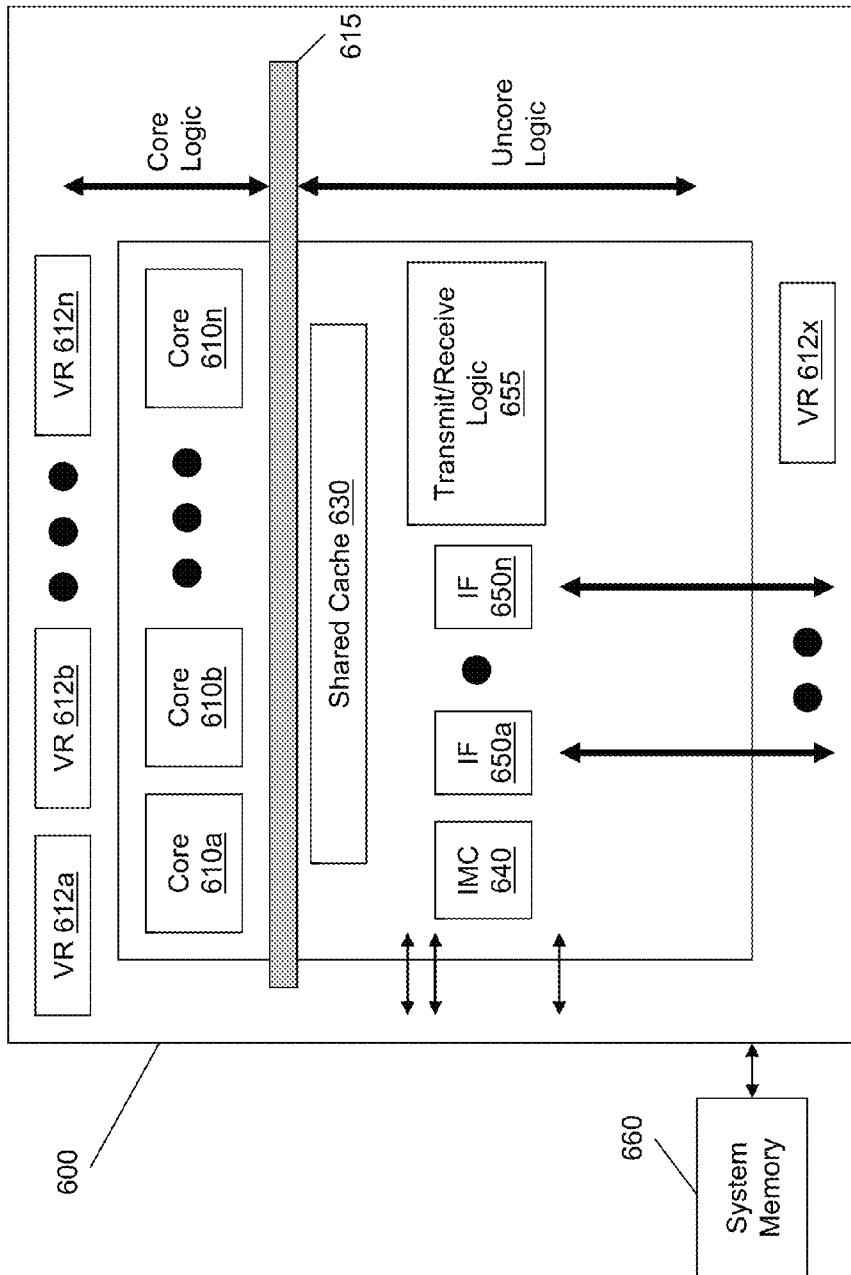 VR 612a
VR 612b
VR 612n
Core
Logic
Core
610a
Core
610b
Core
610n
615
Shared Cache 630
Uncore
Logic
IMC
640
IF
650a
IF
650n
Transmit/Receive
Logic
655
VR 612x
600
660
System
Memory